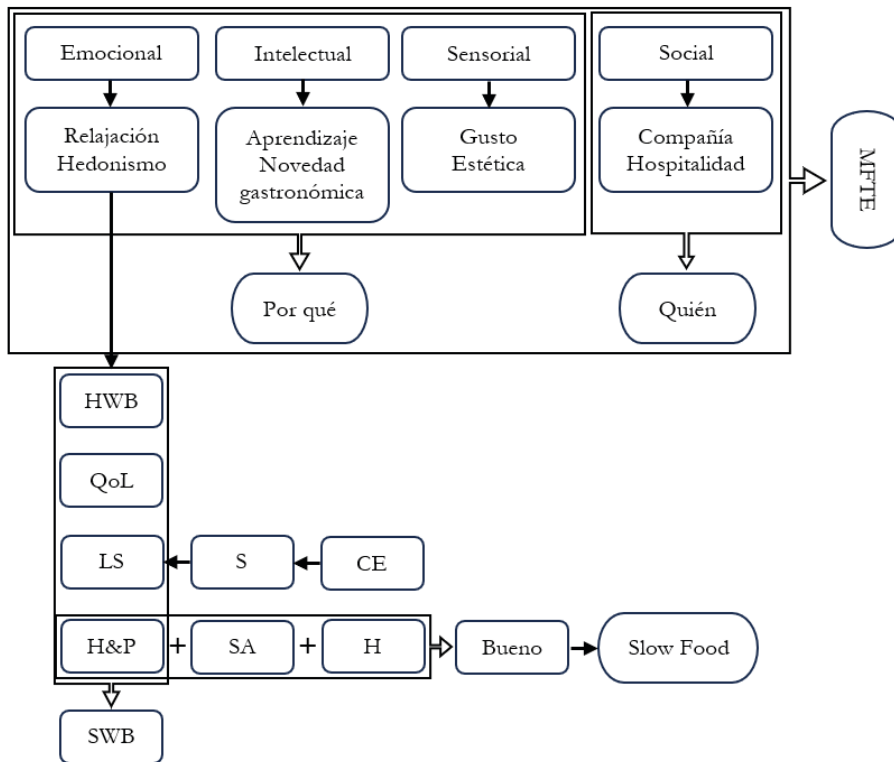 Emocional
Intelectual
Sensorial
Social
Relajación
Hedonismo
Aprendizaje
Novedad
gastronómica
Gusto
Estética
Compañía
Hospitalidad
MFTE
Por qué
Quién
HWB
QoL
LS
S
CE
H&P + SA + H
Bueno
Slow Food
SWB